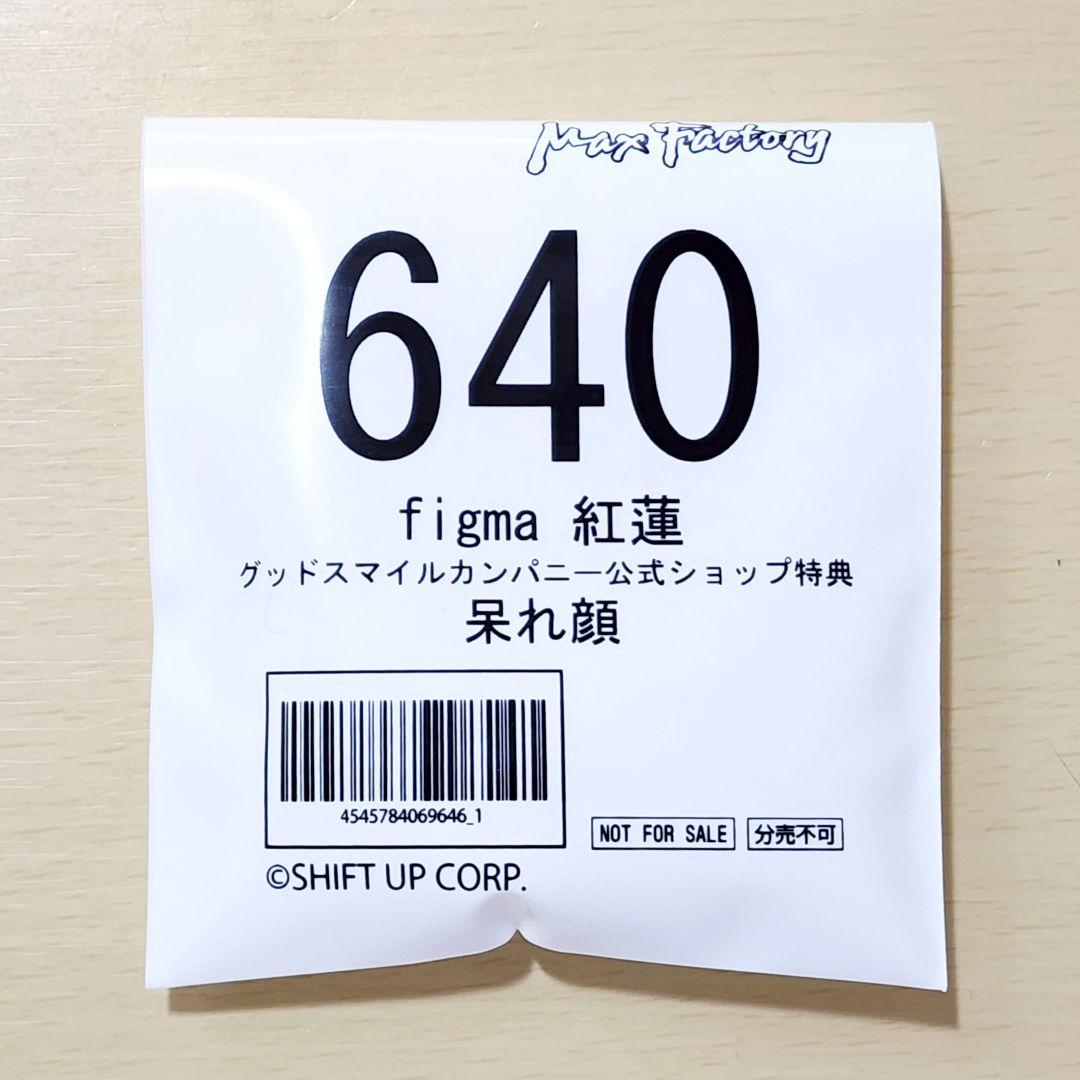 Max Factory
640
figma 紅蓮
グッドスマイルカンパニー公式ショップ特典
呆れ顔
4545784069646_1
NOT FOR SALE 分売不可
©SHIFT UP CORP.